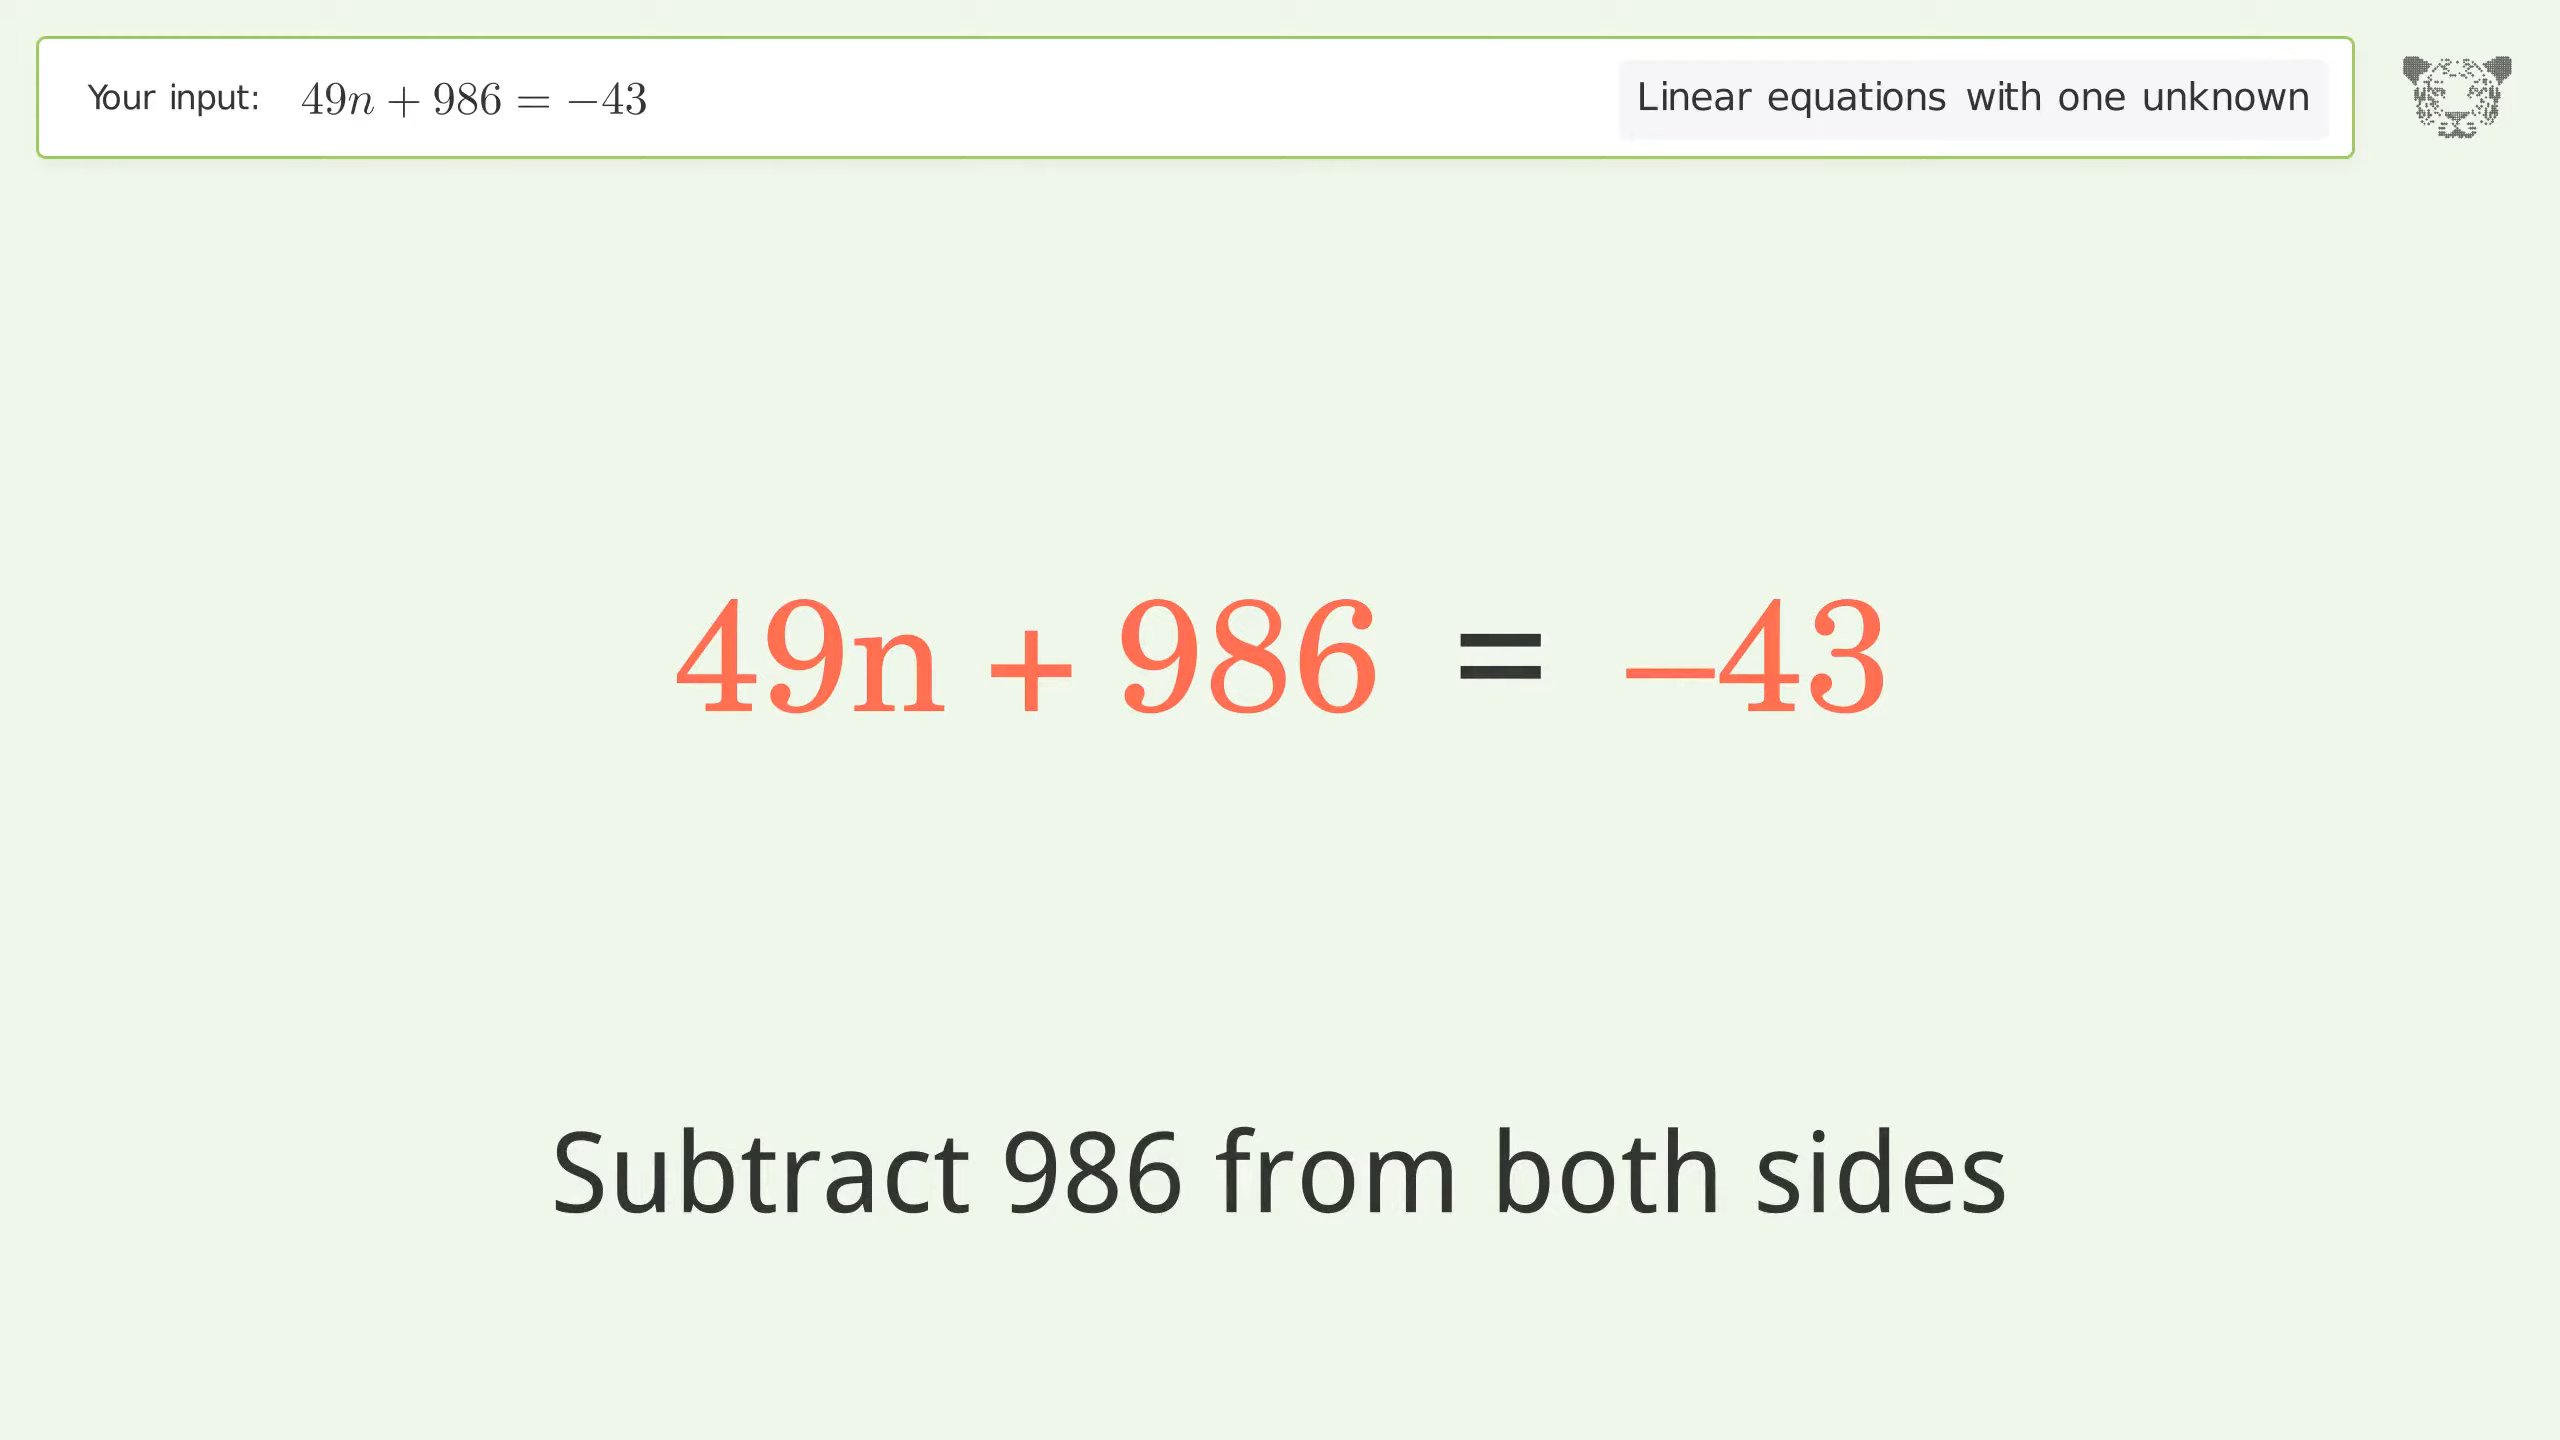 Your input: 49n + 986 = −43
Linear equations with one unknown
49n + 986 = −43
Subtract 986 from both sides